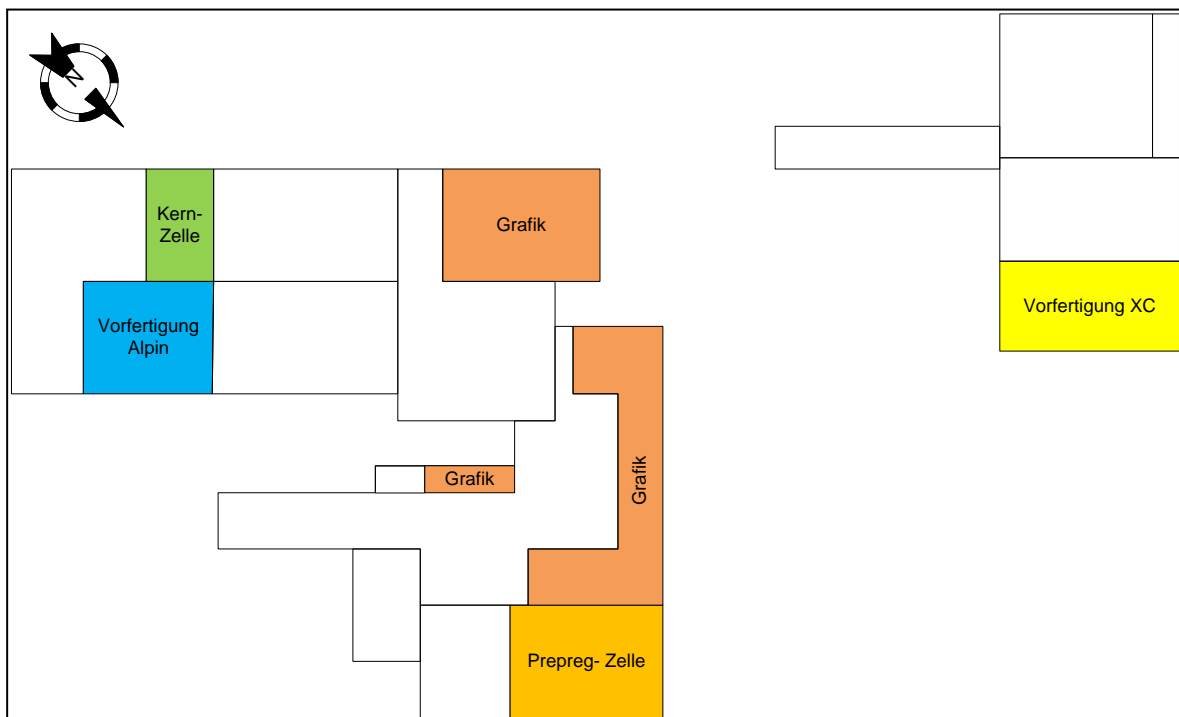 N
Kern-
Zelle
Grafik
Vorfertigung XC
Vorfertigung
Alpin
Grafik
Grafik
Prepreg- Zelle